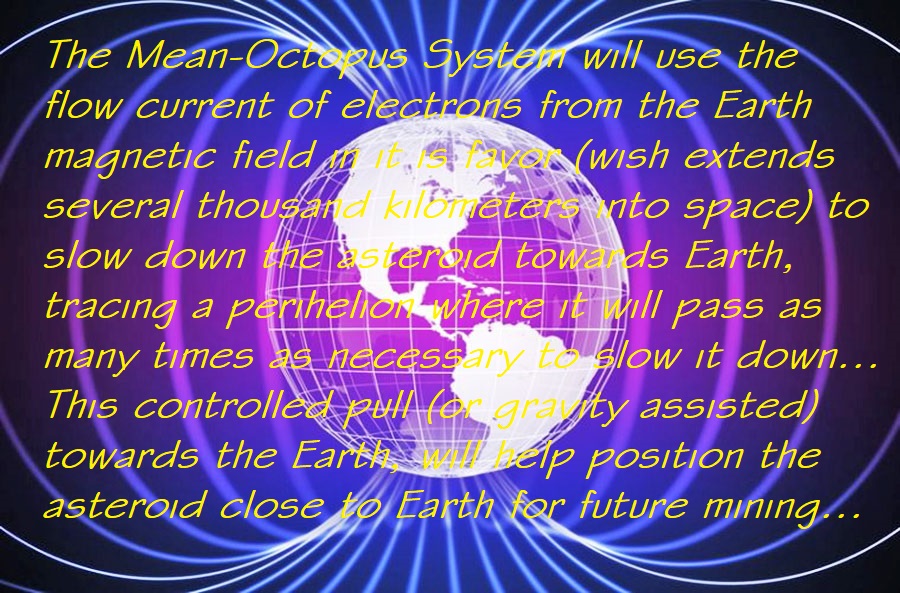 The Mean-Octopus System will use the
flow current of electrons from the Earth
magnetic field in it is favor (wish extends
several thousand kilometers into space) to
slow down the asteroid towards Earth,
tracing a perihelion where it will pass as
many times as necessary to slow it down...
This controlled pull (or gravity assisted)
towards the Earth, will help position the
asteroid close to Earth for future mining...